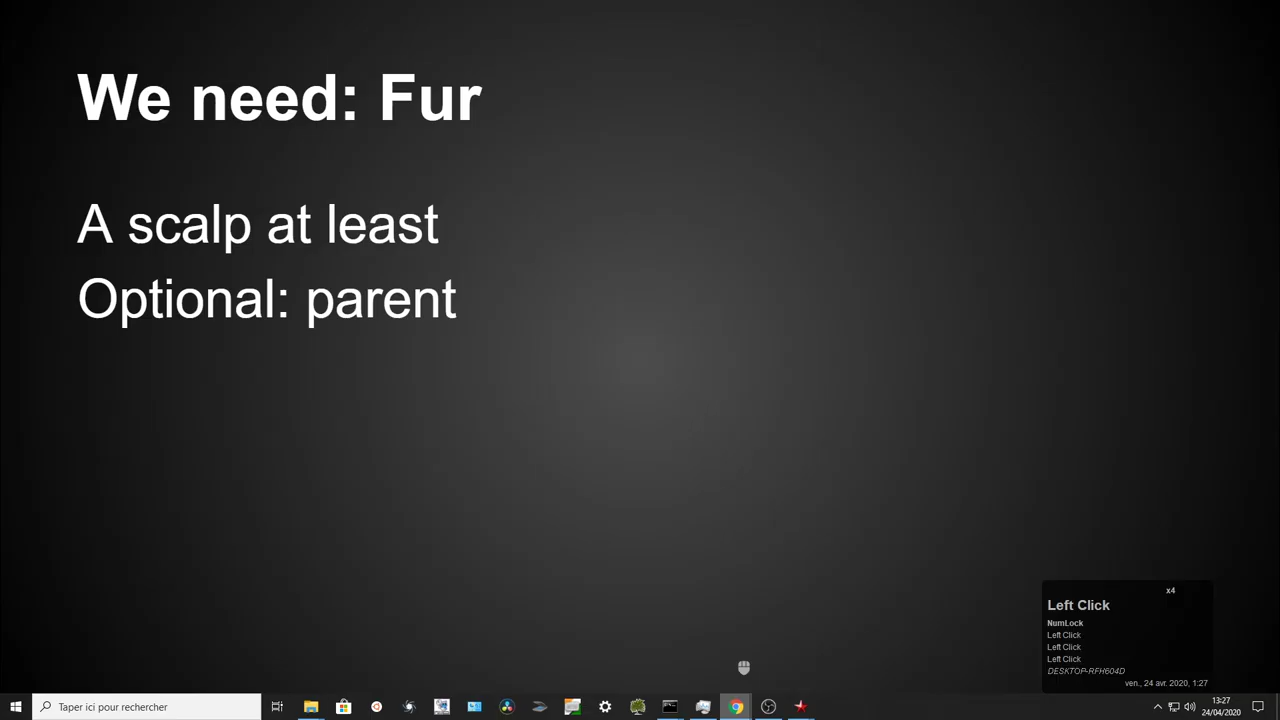 We need: Fur
A scalp at least
Optional: parent
x4
Left Click
NumLock
Left Click
Left Click
Left Click
DESKTOP-RFH604D
ven., 24 avr. 2020, 1:27
Taper ici pour rechercher
13:27
24/04/2020